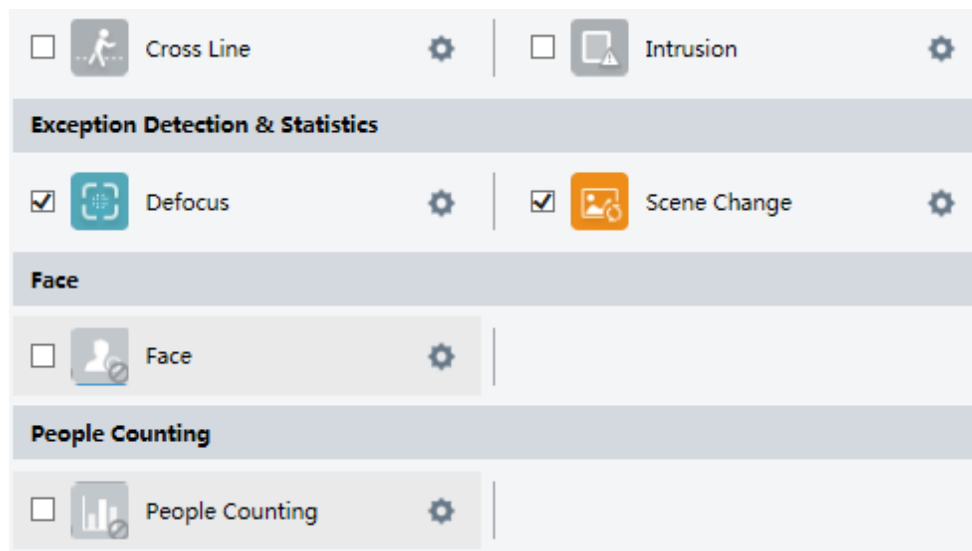 Cross Line
Intrusion
Exception Detection & Statistics
Defocus
Scene Change
Face
Face
People Counting
People Counting